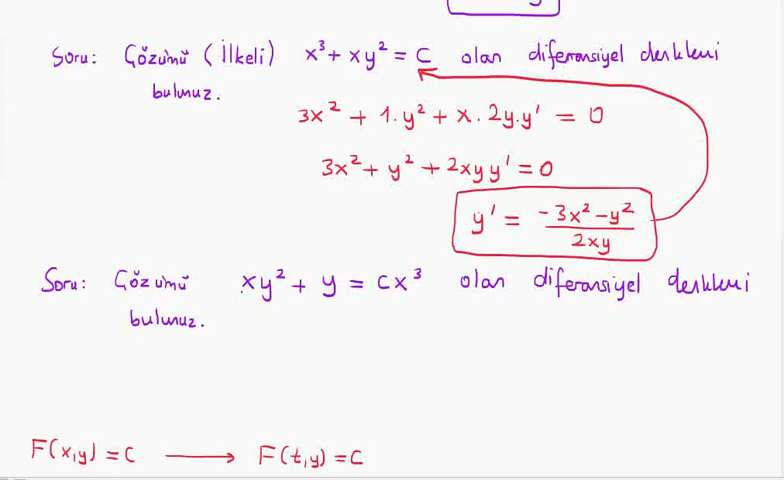 Soru: Çözümü (İlkeli) x³ + xy² = C olan diferansiyel denklemi
bulunuz.
3x² + 1.y² + x.2y.y' = 0
3x² + y² + 2xyy' = 0
y' = -3x² - y² / 2xy
Soru: Çözümü xy² + y = cx³ olan diferansiyel denklemi
bulunuz.
F(x,y) = C → F(t,y) = C